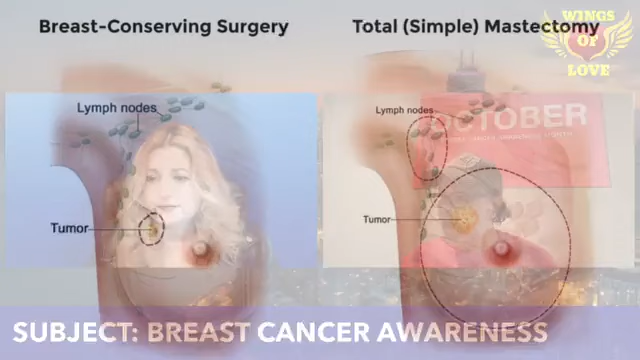 Breast-Conserving Surgery
Total (Simple) Mastectomy
WINGS
OF
LOVE
Lymph nodes
Lymph nodes
OCTOBER
Tumor
Tumor
SUBJECT: BREAST CANCER AWARENESS